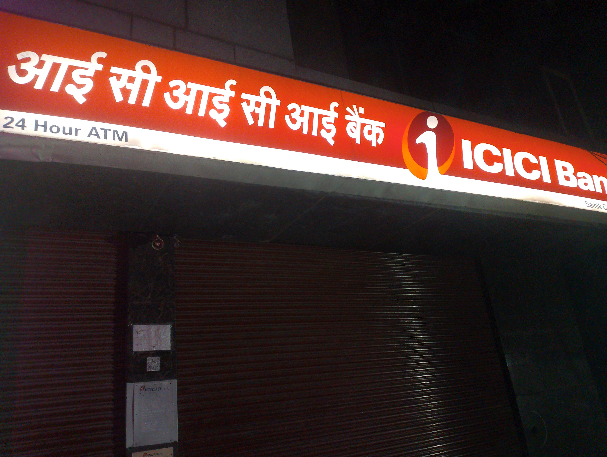 आई सी आई सी आई बैंक
ICICI Ban
24 Hour ATM